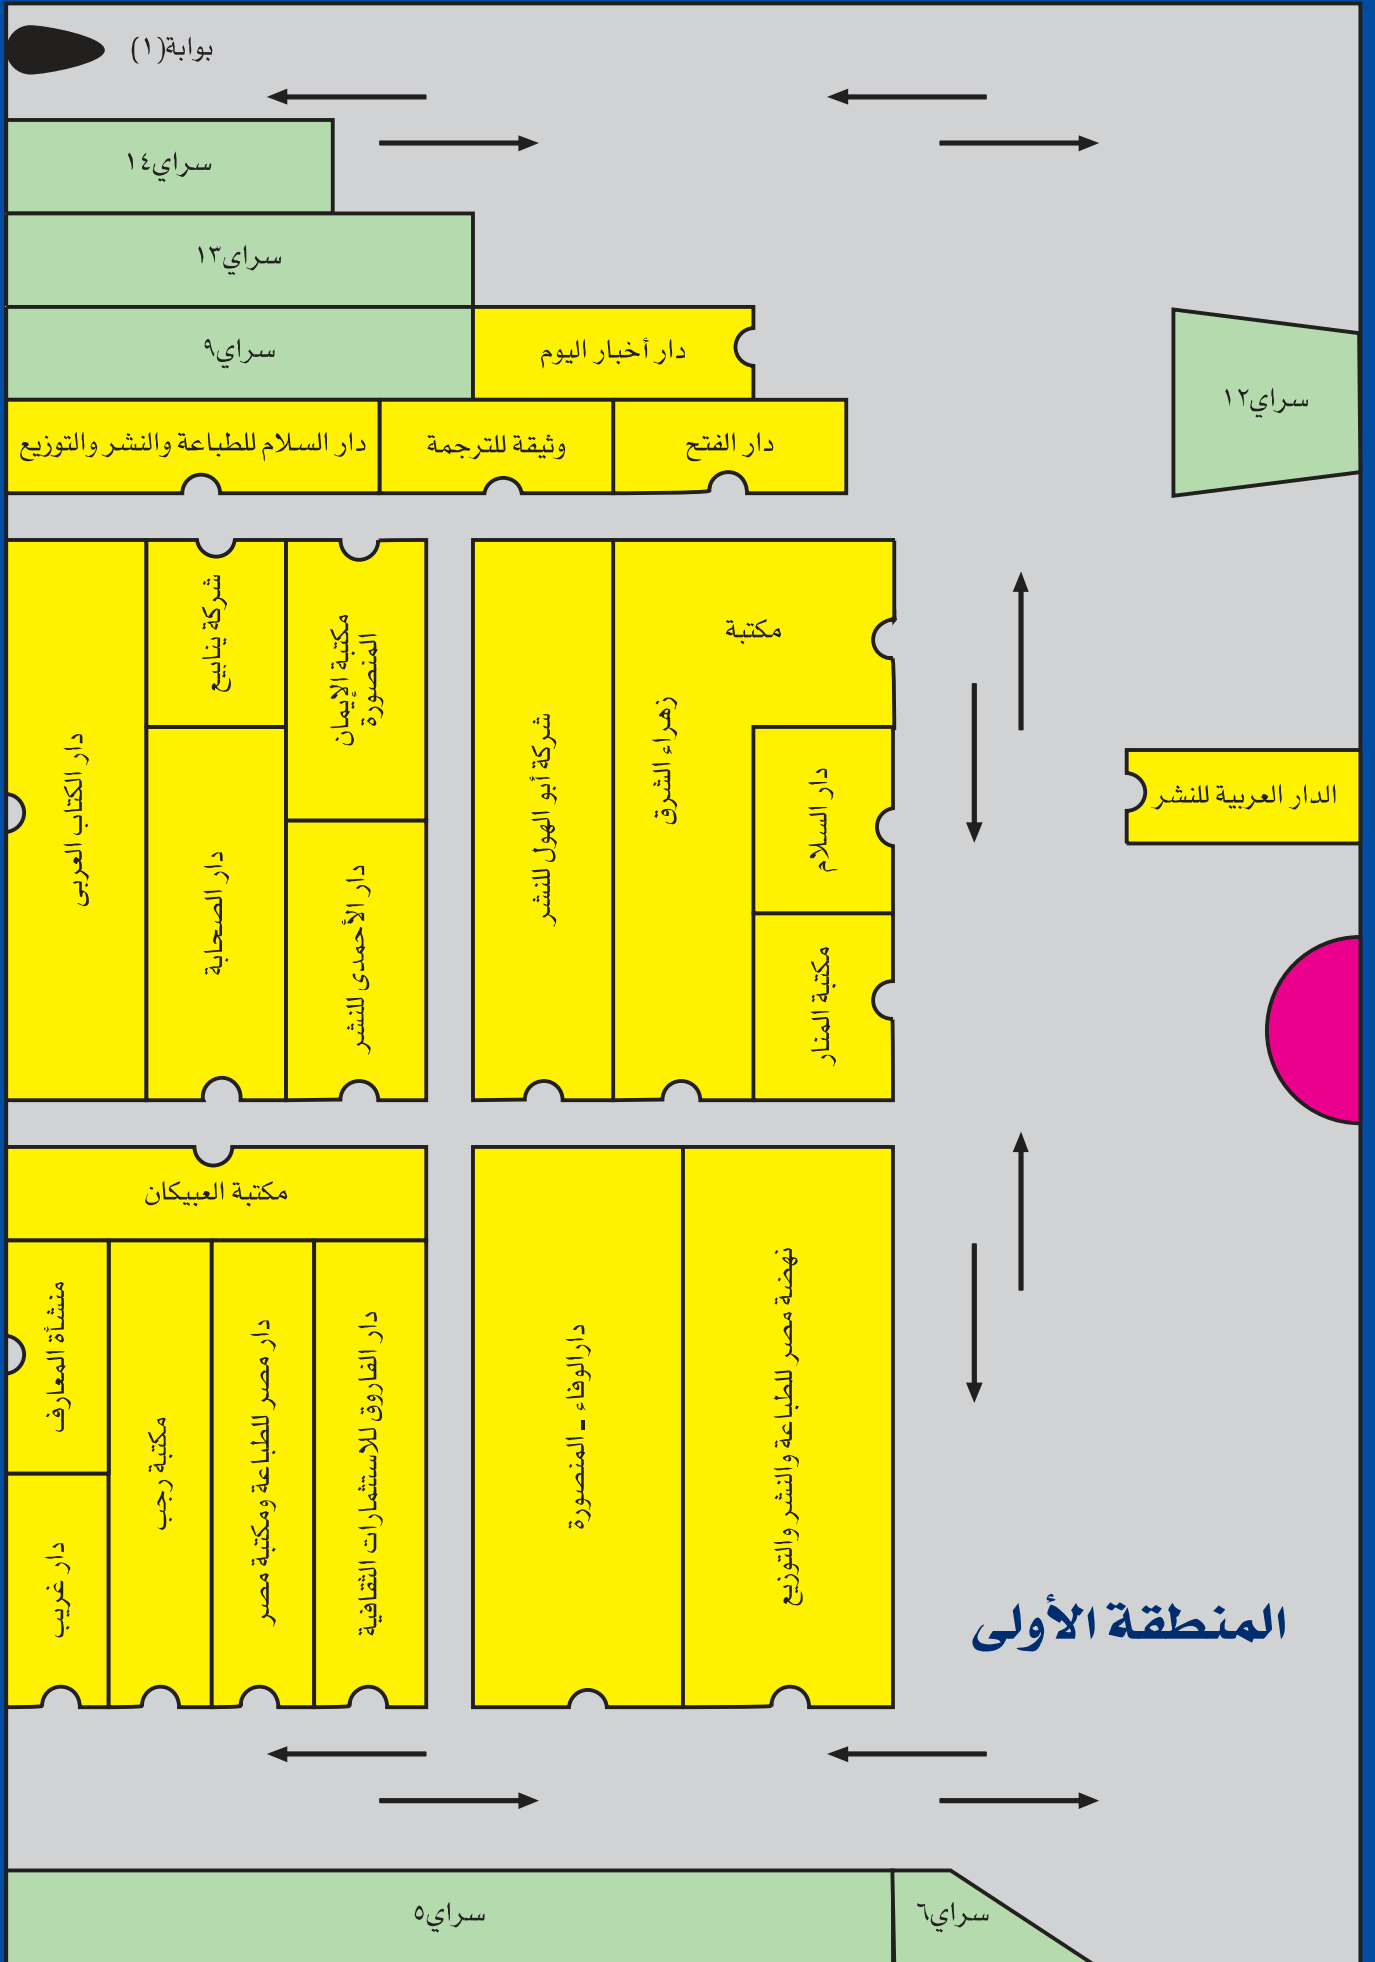 بوابة(١)
سراي١٤
سراي١٣
سراي٩
دار أخبار اليوم
سراي١٢
دار الفتح
وثيقة للترجمة
دار السلام للطباعة والنشر والتوزيع
مكتبة
زهراء الشرق
شركة أبو الهول للنشر
دار السلام
مكتبة المنار
مكتبة الإيمان
المنصورة
شركة ينابيع
دار الكتاب العربى
دار الصحابة
دار الأحمدى للنشر
الدار العربية للنشر
مكتبة العبيكان
نهضة مصر للطباعة والنشر والتوزيع
دارالوفاء - المنصورة
دار الفاروق للاستثمارات الثقافية
دار مصر للطباعة ومكتبة مصر
مكتبة رجب
منشأة المعارف
دار غريب
المنطقة الأولى
سراي٦
سراي٥